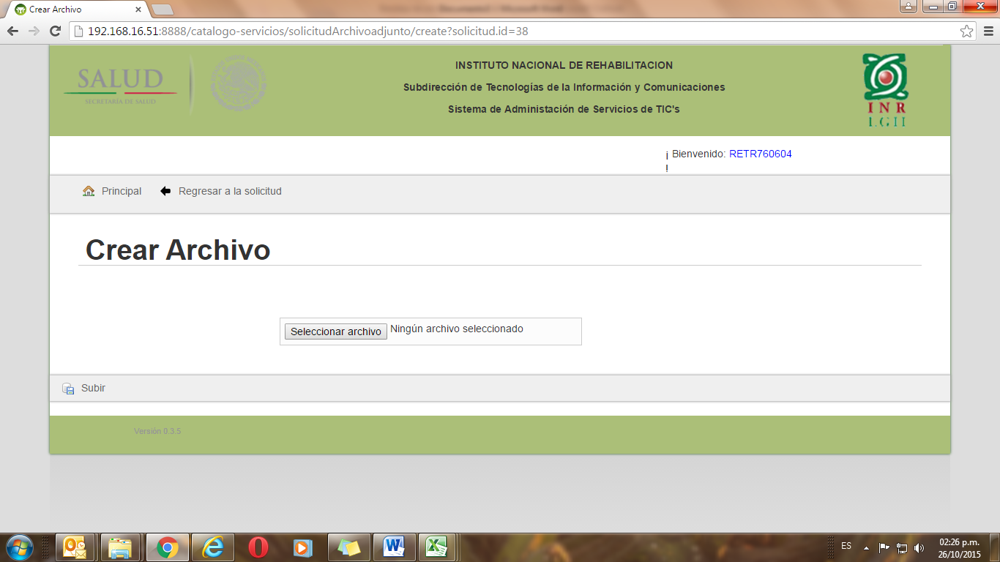 Crear Archivo
192.168.16.51:8888/catalogo-servicios/solicitudArchivoadjunto/create?solicitud.id=38
SALUD
SECRETARÍA DE SALUD
INSTITUTO NACIONAL DE REHABILITACION
Subdirección de Tecnologías de la Información y Comunicaciones
Sistema de Administación de Servicios de TIC's
INR
LGII
¡ Bienvenido: RETR760604
!
Principal
Regresar a la solicitud
Crear Archivo
Seleccionar archivo Ningún archivo seleccionado
Subir
Versión 0.3.5
ES
02:26 p.m.
26/10/2015